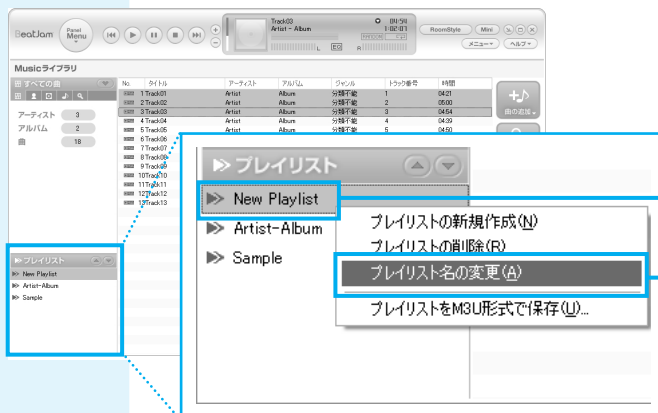 BeatJam
Panel
Menu
Track03
Artist - Album
04:54
1:02:07
RANDOM
L
EQ
R
RoomStyle
Mini
メニュー
ヘルプ
Musicライブラリ
すべての曲
アーティスト 3
アルバム 2
曲 18
No. タイトル アーティスト アルバム ジャンル トラック番号 時間
1 Track01 Artist Album 分類不能 1 04:21
2 Track02 Artist Album 分類不能 2 05:00
3 Track03 Artist Album 分類不能 3 04:54
4 Track04 Artist Album 分類不能 4 04:39
5 Track05 Artist Album 分類不能 5 04:50
6 Track06
7 Track07
8 Track08
9 Track09
10 Track10
11 Track11
12 Track12
13 Track13
曲の追加
プレイリスト
New Playlist
Artist-Album
Sample
プレイリスト
New Playlist
Artist-Album
Sample
プレイリストの新規作成(N)
プレイリストの削除(R)
プレイリスト名の変更(A)
プレイリストをM3U形式で保存(U)...